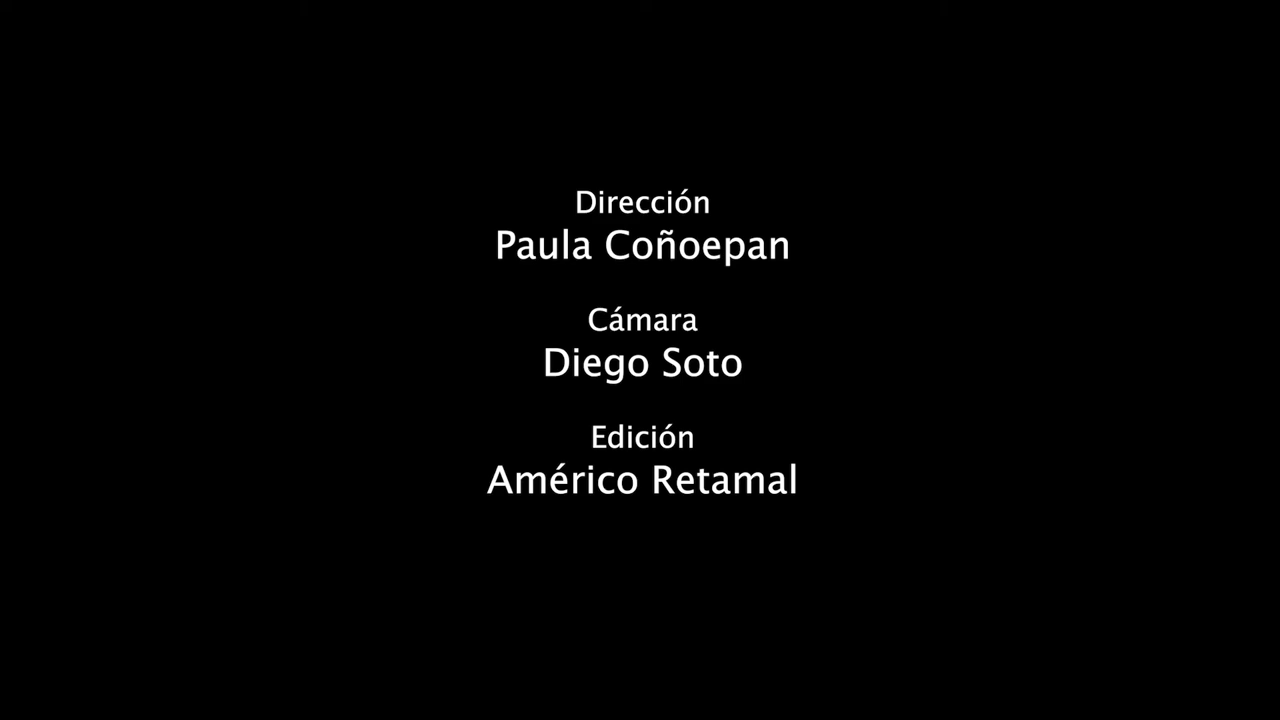 Dirección
Paula Coñoepan
Cámara
Diego Soto
Edición
Américo Retamal